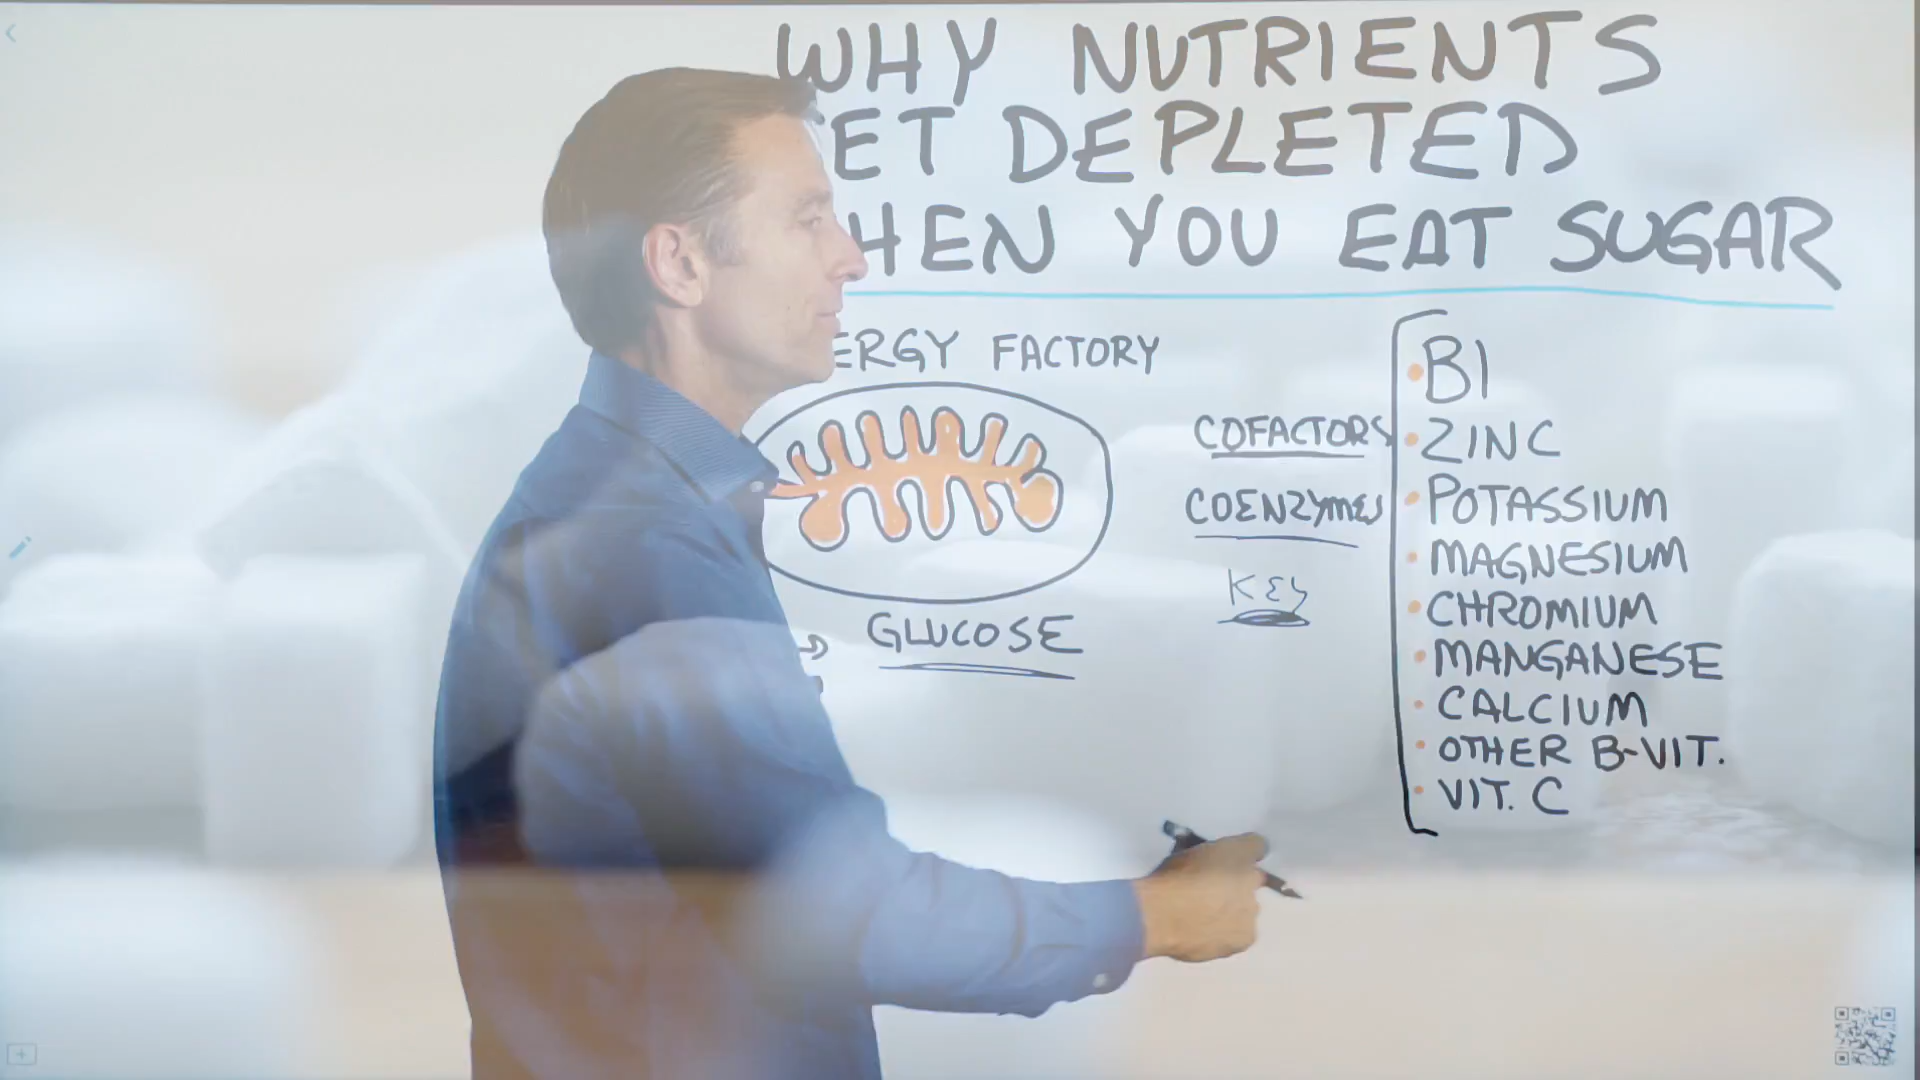 WHY NUTRIENTS
ET DEPLETED
HEN YOU EAT SUGAR
ERGY FACTORY
GLUCOSE
COFACTORS
COENZYMES
KEY
• B1
• ZINC
• POTASSIUM
• MAGNESIUM
• CHROMIUM
• MANGANESE
• CALCIUM
• OTHER B-VIT.
• VIT. C